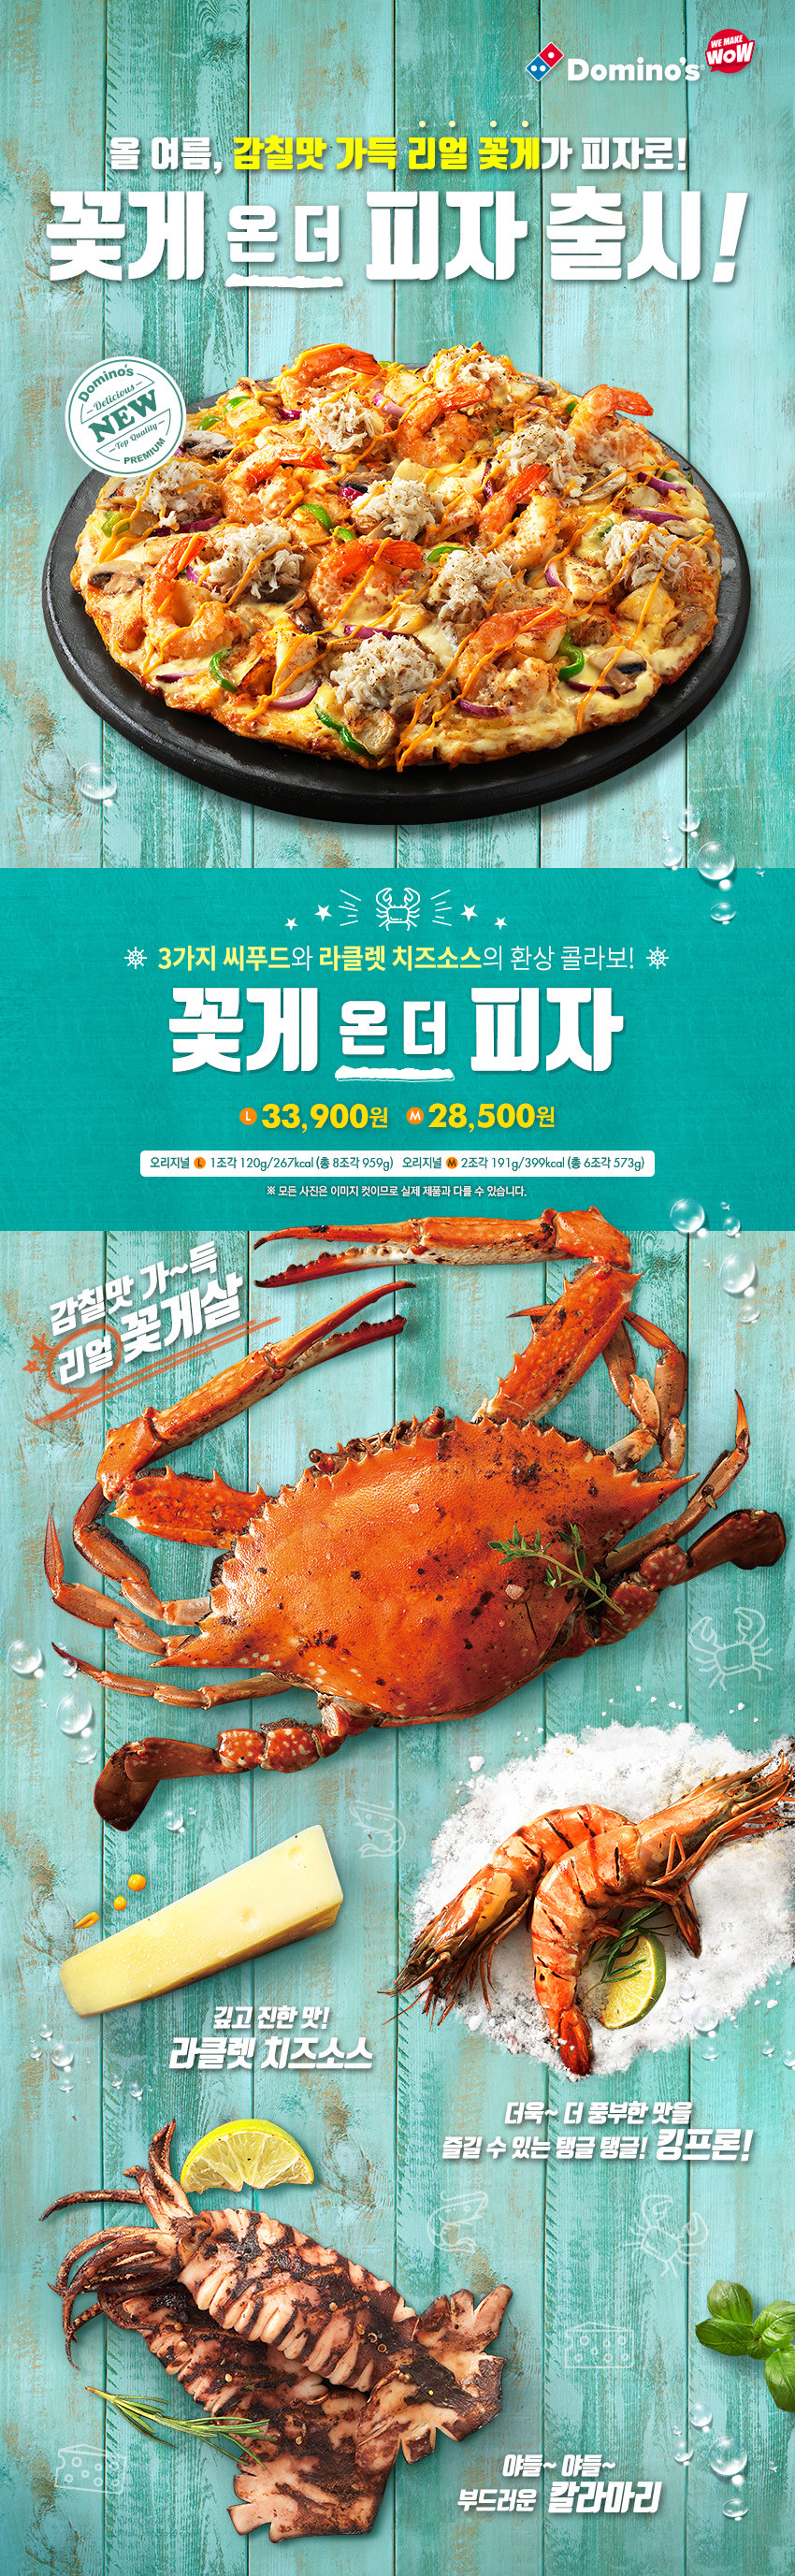 Domino's
WE MAKE
WOW
올 여름, 감칠맛 가득 리얼 꽃게가 피자로!
꽃게 온더 피자 출시!
Domino's
Delicious
NEW
Top Quality
PREMIUM
3가지 씨푸드와 라클렛 치즈소스의 환상 콜라보!
꽃게 온더 피자
L 33,900원 M 28,500원
오리지널 L 1조각 120g/267kcal (총 8조각 959g) 오리지널 M 2조각 191g/399kcal (총 6조각 573g)
※ 모든 사진은 이미지 컷이므로 실제 제품과 다를 수 있습니다.
감칠맛 가~득
리얼 꽃게살
깊고 진한 맛!
라클렛 치즈소스
더욱~ 더 풍부한 맛을
즐길 수 있는 탱글 탱글! 킹프론!
야들~ 야들~
부드러운 칼라마리